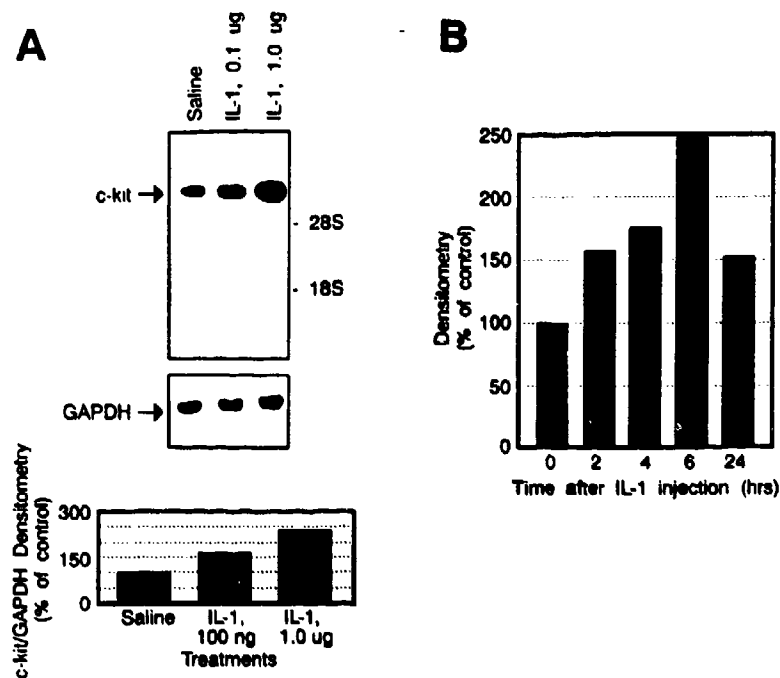 A
Saline
IL-1, 0.1 ug
IL-1, 1.0 ug
c-kit
28S
18S
GAPDH
c-kit/GAPDH Densitometry
(% of control)
300
150
0
Saline
IL-1,
100 ng
IL-1,
1.0 ug
Treatments
B
Densitometry
(% of control)
250
200
150
100
50
0
0 2 4 6 24
Time after IL-1 injection (hrs)